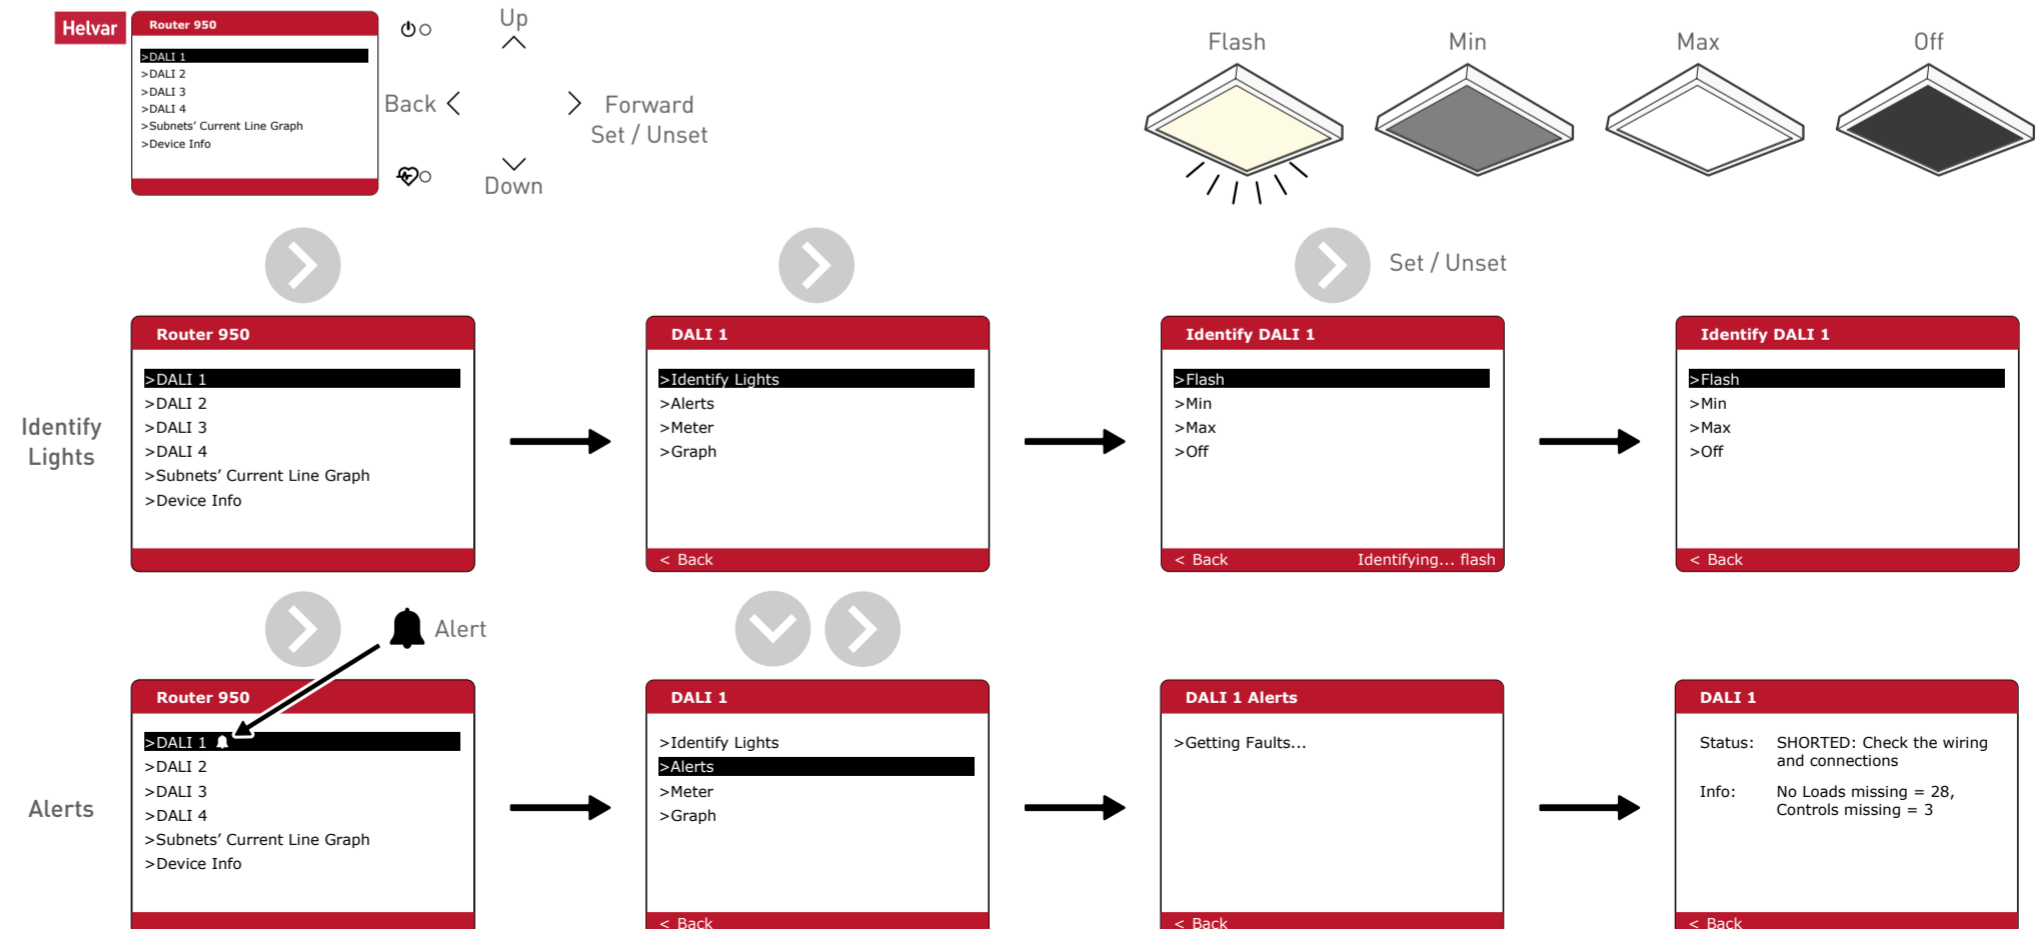 Helvar
Router 950
>DALI 1
>DALI 2
>DALI 3
>DALI 4
>Subnets’ Current Line Graph
>Device Info
Up
Back
Forward
Set / Unset
Down
Flash
Min
Max
Off
Set / Unset
Identify
Lights
Router 950
>DALI 1
>DALI 2
>DALI 3
>DALI 4
>Subnets’ Current Line Graph
>Device Info
DALI 1
>Identify Lights
>Alerts
>Meter
>Graph
< Back
Identify DALI 1
>Flash
>Min
>Max
>Off
< Back Identifying... flash
Identify DALI 1
>Flash
>Min
>Max
>Off
< Back
Alert
Alerts
Router 950
>DALI 1
>DALI 2
>DALI 3
>DALI 4
>Subnets’ Current Line Graph
>Device Info
DALI 1
>Identify Lights
>Alerts
>Meter
>Graph
< Back
DALI 1 Alerts
>Getting Faults...
< Back
DALI 1
Status: SHORTED: Check the wiring
and connections
Info: No Loads missing = 28,
Controls missing = 3
< Back